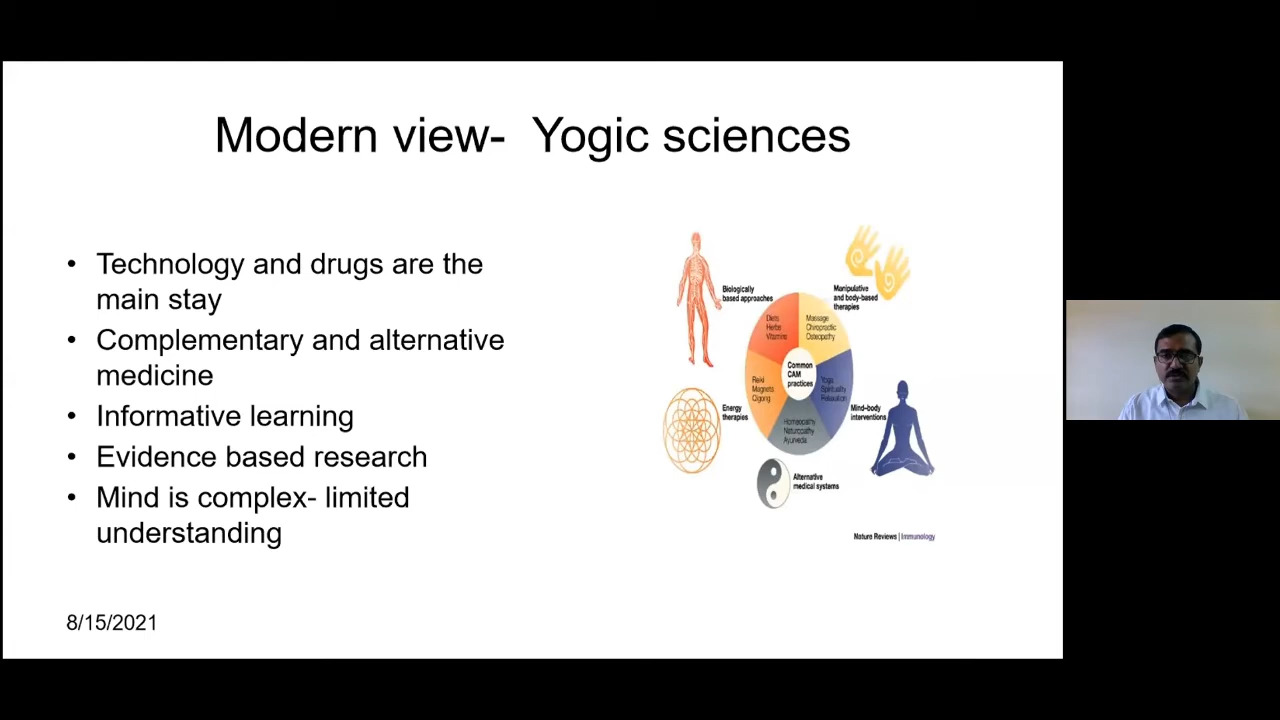 Modern view- Yogic sciences
• Technology and drugs are the
main stay
• Complementary and alternative
medicine
• Informative learning
• Evidence based research
• Mind is complex- limited
understanding
8/15/2021
Biologically
based approaches
Manipulative
and body-based
therapies
Diets
Herbs
Vitamins
Massage
Chiropractic
Osteopathy
Common
CAM
practices
Reiki
Magnets
Qigong
Yoga
Spirituality
Relaxation
Energy
therapies
Mind–body
interventions
Homeopathy
Naturopathy
Ayurveda
Alternative
medical systems
Nature Reviews | Immunology